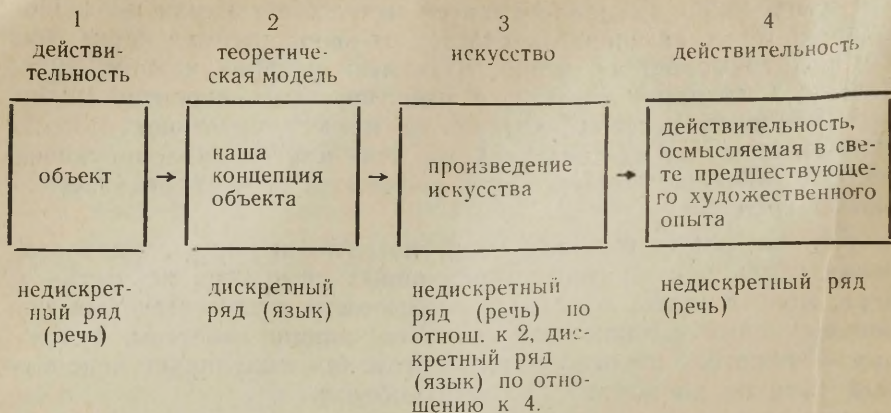 1
действи-
тельность
2
теоретиче-
ская модель
3
искусство
4
действительность
объект
→
наша
концепция
объекта
→
произведение
искусства
→
действительность,
осмысляемая в све-
те предшествующе-
го художественного
опыта
недискрет-
ный ряд
(речь)
дискретный
ряд (язык)
недискретный
ряд (речь) по
отнош. к 2, дис-
кретный ряд
(язык) по отно-
шению к 4.
недискретный ряд
(речь)